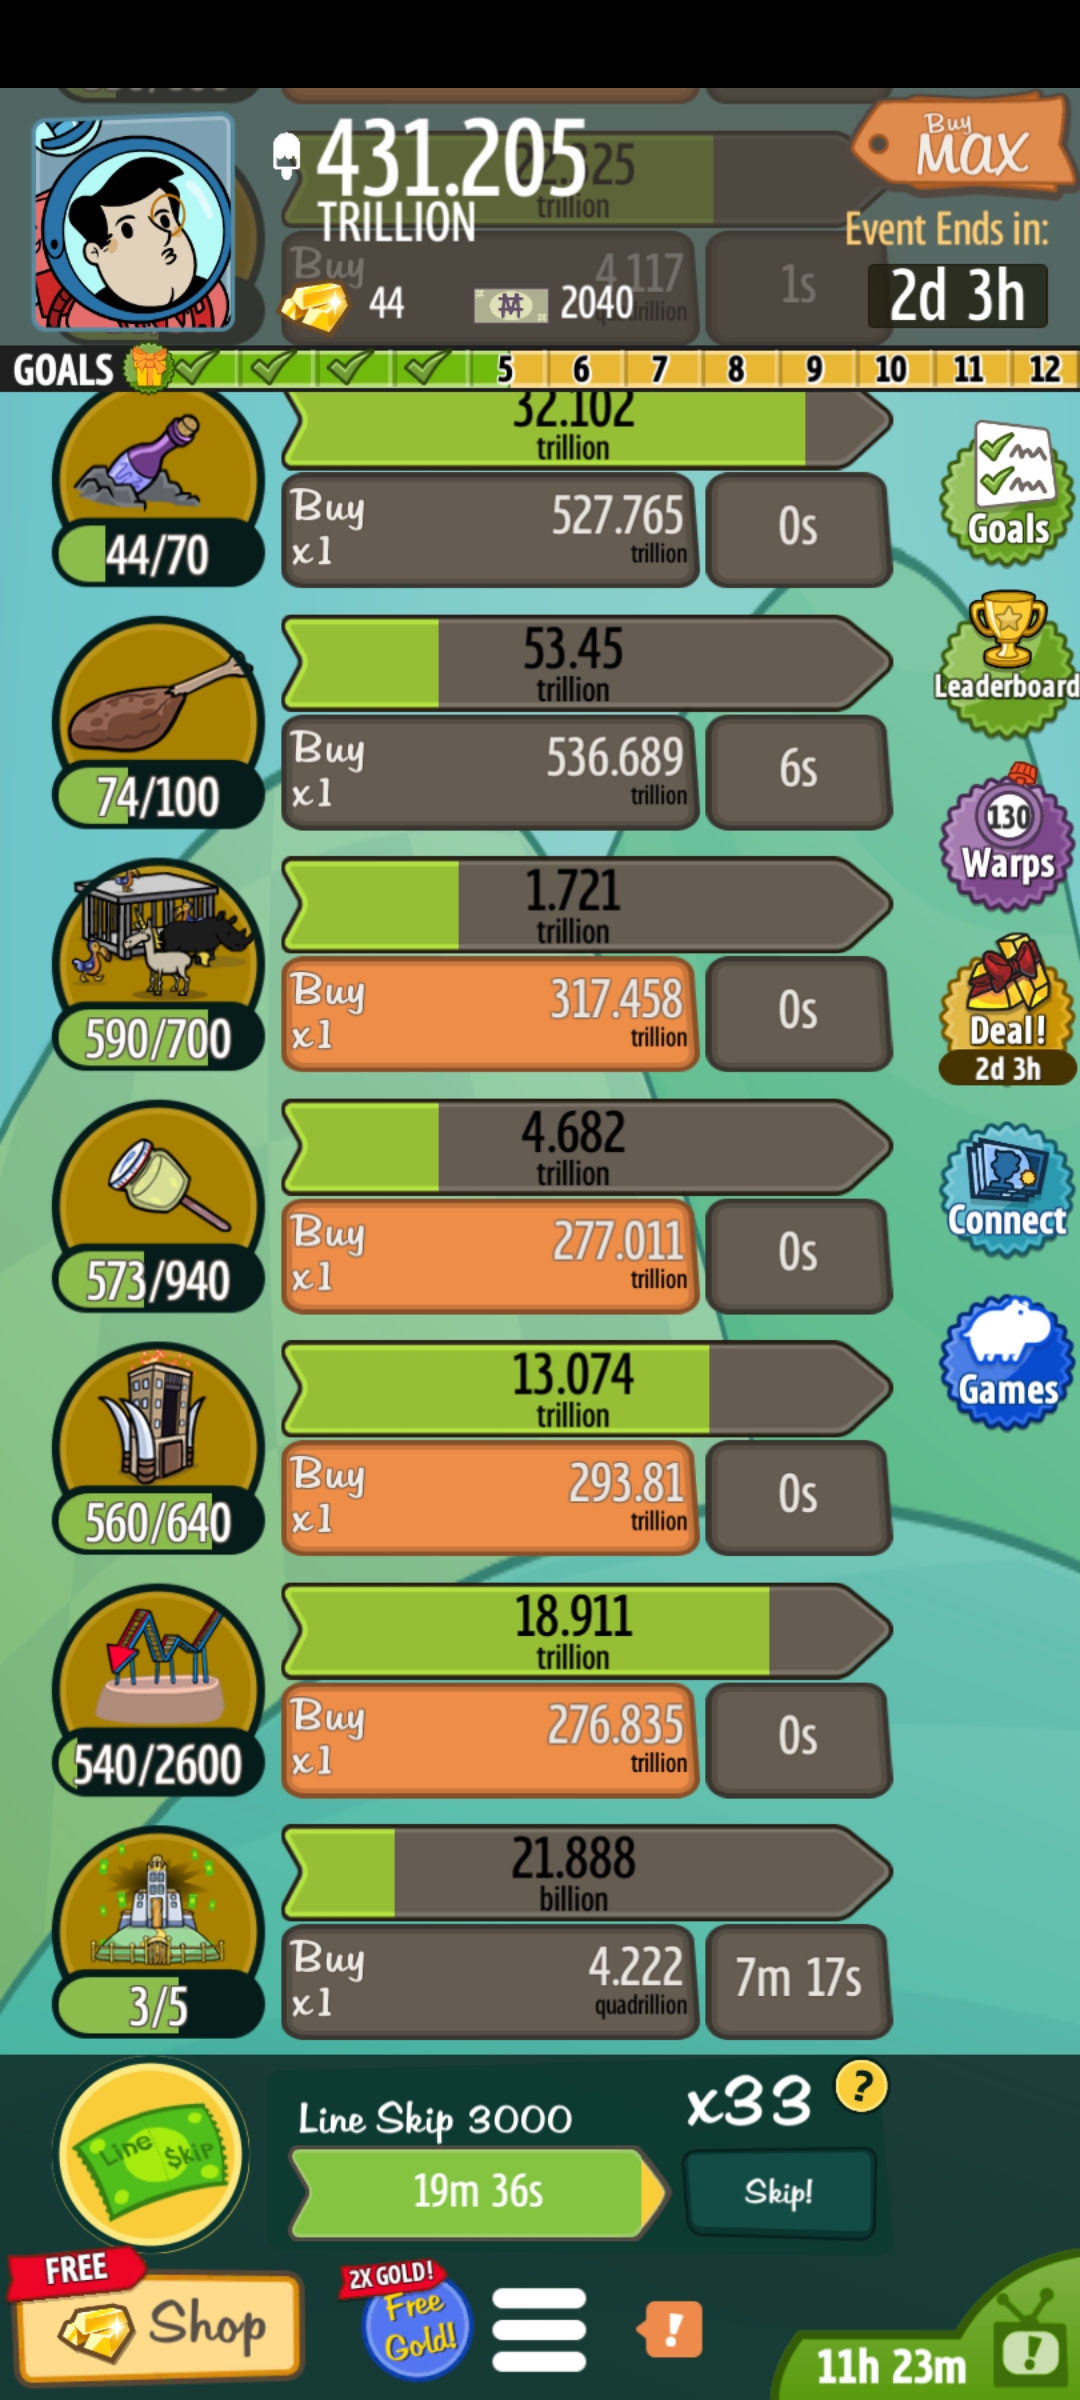 431.205
TRILLION
Buy
MAX
Event Ends in:
2d 3h
44
2040
trillion
Buy
4.117
1s
GOALS
5 6 7 8 9 10 11 12
32.102
trillion
Buy
x1
527.765
trillion
0s
44/70
Goals
53.45
trillion
Buy
x1
536.689
trillion
6s
74/100
Leaderboard
130
Warps
1.721
trillion
Buy
x1
317.458
trillion
0s
590/700
Deal!
2d 3h
4.682
trillion
Buy
x1
277.011
trillion
0s
573/940
Connect
13.074
trillion
Buy
x1
293.81
trillion
0s
560/640
Games
18.911
trillion
Buy
x1
276.835
trillion
0s
540/2600
21.888
billion
Buy
x1
4.222
quadrillion
7m 17s
3/5
Line Skip 3000
x33
?
Line $kip
19m 36s
Skip!
FREE
Shop
2X GOLD!
Free
Gold!
!
11h 23m
!